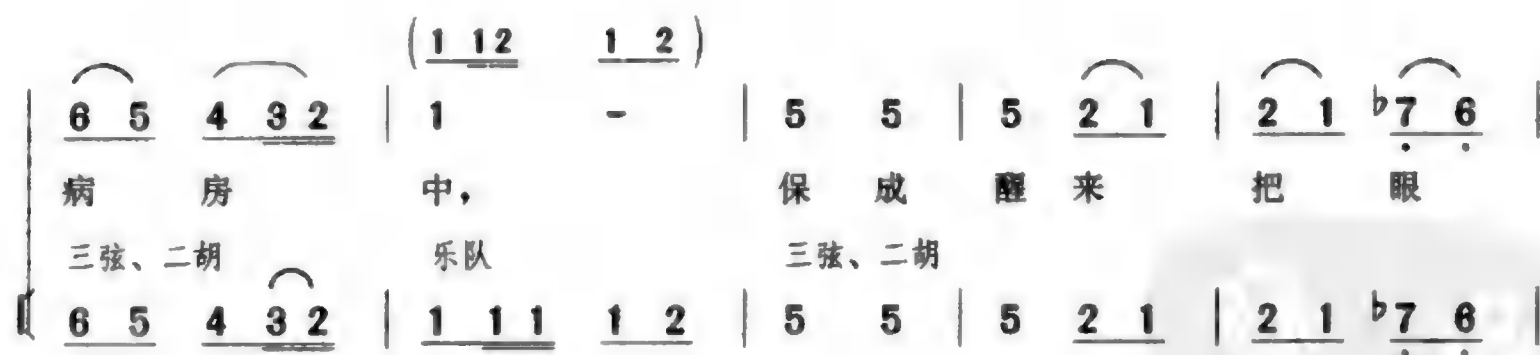 (1 12 1 2)
6 5 4 3 2 | 1 - | 5 5 | 5 2 1 | 2 1 ♭7 6 |
病 房 中， 保 成 醒 来 把 眼
三弦、二胡 乐队 三弦、二胡
6 5 4 3 2 | 1 1 1 1 2 | 5 5 | 5 2 1 | 2 1 ♭7 6 |